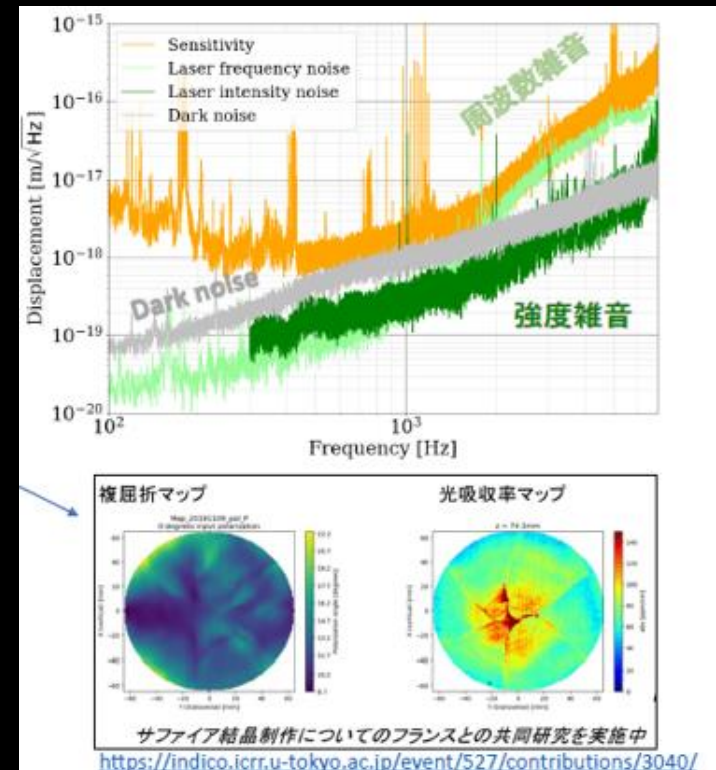 10⁻¹⁵
Sensitivity
Laser frequency noise
Laser intensity noise
Dark noise
周波数雑音
10⁻¹⁶
10⁻¹⁷
10⁻¹⁸
Dark noise
10⁻¹⁹
強度雑音
10⁻²⁰
Displacement [m/√Hz]
10² 10³
Frequency [Hz]
複屈折マップ 光吸収率マップ
サファイア結晶制作についてのフランスとの共同研究を実施中
https://indico.icrr.u-tokyo.ac.jp/event/527/contributions/3040/